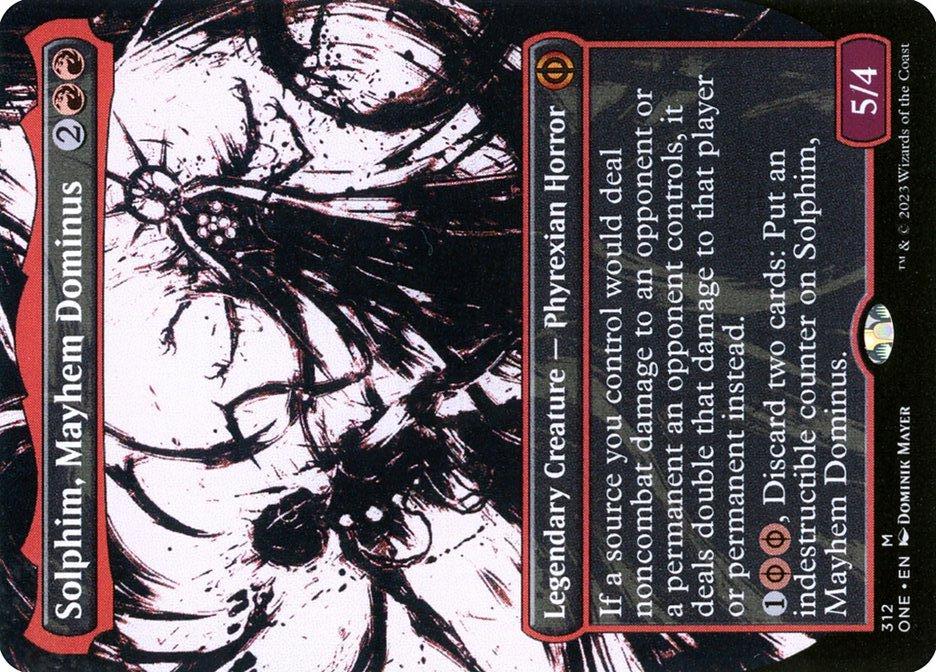 Solphim, Mayhem Dominus 2
Legendary Creature — Phyrexian Horror
If a source you control would deal
noncombat damage to an opponent or
a permanent an opponent controls, it
deals double that damage to that player
or permanent instead.
1, Discard two cards: Put an
indestructible counter on Solphim,
Mayhem Dominus.
5/4
312 M
ONE • EN DOMINIK MAYER
™ & © 2023 Wizards of the Coast